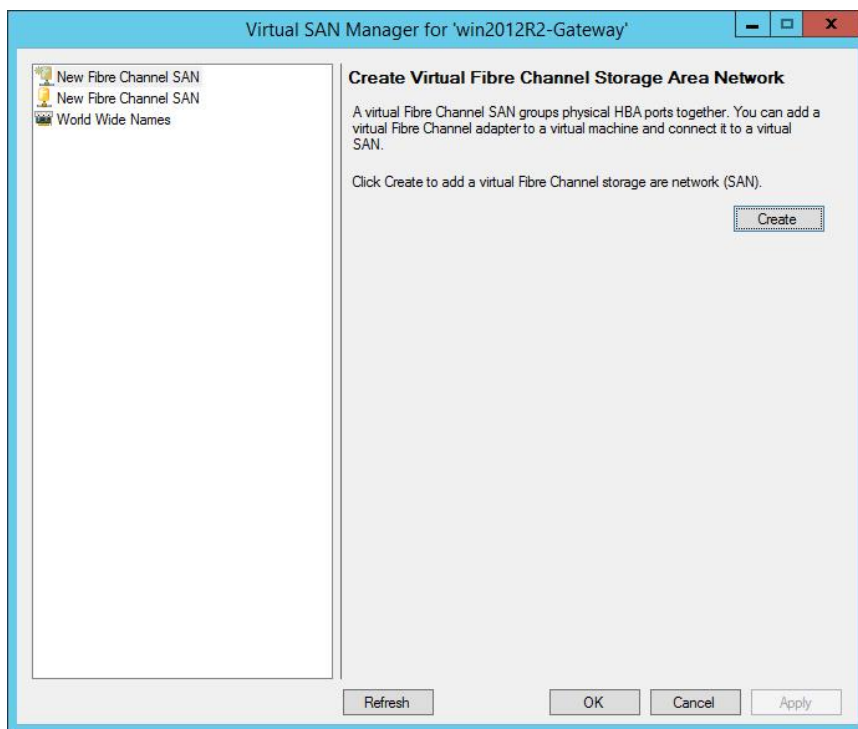 Virtual SAN Manager for 'win2012R2-Gateway'
New Fibre Channel SAN
New Fibre Channel SAN
World Wide Names
Create Virtual Fibre Channel Storage Area Network
A virtual Fibre Channel SAN groups physical HBA ports together. You can add a
virtual Fibre Channel adapter to a virtual machine and connect it to a virtual
SAN.
Click Create to add a virtual Fibre Channel storage are network (SAN).
Create
Refresh
OK
Cancel
Apply